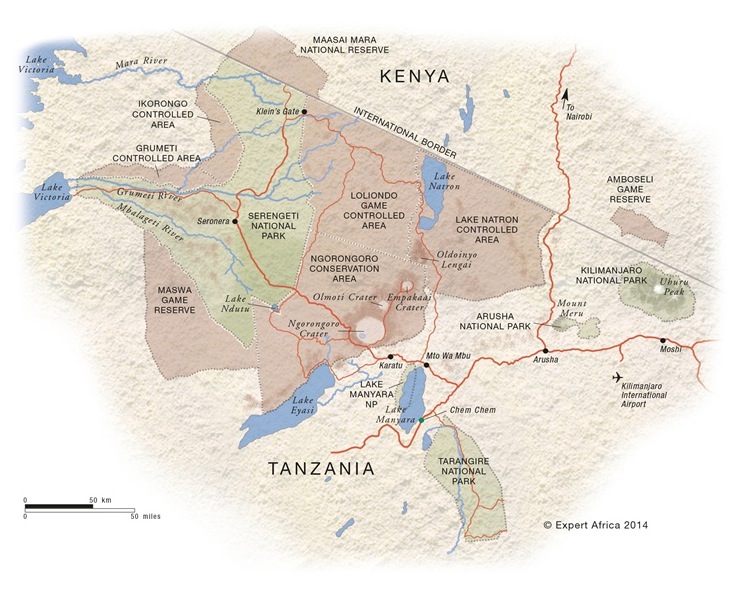 MAASAI MARA
NATIONAL RESERVE
Lake
Victoria
Mara River
KENYA
IKORONGO
CONTROLLED
AREA
Klein's Gate
To
Nairobi
INTERNATIONAL BORDER
GRUMETI
CONTROLLED AREA
Lake
Victoria
Grumeti River
Mbalageti River
Lake
Natron
AMBOSELI
GAME
RESERVE
LOLIONDO
GAME
CONTROLLED
AREA
Seronera
SERENGETI
NATIONAL
PARK
LAKE NATRON
CONTROLLED
AREA
Oldoinyo
Lengai
NGORONGORO
CONSERVATION
AREA
KILIMANJARO
NATIONAL PARK
Uhuru
Peak
MASWA
GAME
RESERVE
Lake
Ndutu
Olmoti Crater
Empakaai
Crater
Mount
Meru
ARUSHA
NATIONAL PARK
Ngorongoro
Crater
Karatu
Mto Wa Mbu
Arusha
Moshi
LAKE
MANYARA
NP
Kilimanjaro
International
Airport
Lake
Eyasi
Lake
Manyara
Chem Chem
TANZANIA
TARANGIRE
NATIONAL
PARK
0 50 km
0 50 miles
© Expert Africa 2014